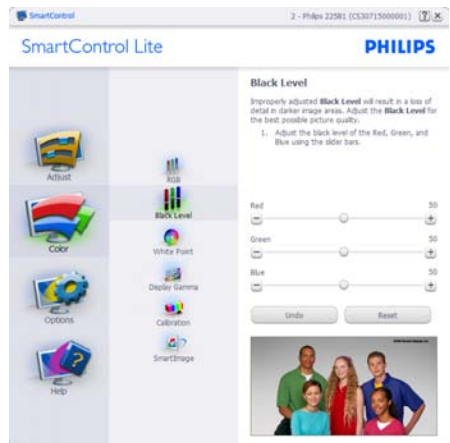 SmartControl
2 - Philips 225B1 (CS30715000001)
SmartControl Lite
PHILIPS
Adjust
Color
Options
Help
RGB
Black Level
White Point
Display Gamma
Calibration
SmartImage
Black Level
Improperly adjusted Black Level will result in a loss of
detail in darker image areas. Adjust the Black Level for
the best possible picture quality.
1. Adjust the black level of the Red, Green, and
Blue using the slider bars.
Red 50
Green 50
Blue 50
Undo Reset